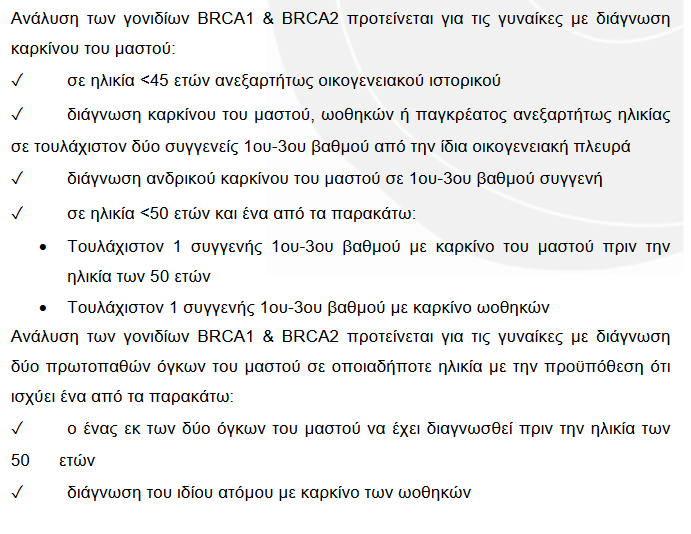 Ανάλυση των γονιδίων BRCA1 & BRCA2 προτείνεται για τις γυναίκες με διάγνωση
καρκίνου του μαστού:
✓ σε ηλικία <45 ετών ανεξαρτήτως οικογενειακού ιστορικού
✓ διάγνωση καρκίνου του μαστού, ωοθηκών ή παγκρέατος ανεξαρτήτως ηλικίας
σε τουλάχιστον δύο συγγενείς 1ου-3ου βαθμού από την ίδια οικογενειακή πλευρά
✓ διάγνωση ανδρικού καρκίνου του μαστού σε 1ου-3ου βαθμού συγγενή
✓ σε ηλικία <50 ετών και ένα από τα παρακάτω:
• Τουλάχιστον 1 συγγενής 1ου-3ου βαθμού με καρκίνο του μαστού πριν την
ηλικία των 50 ετών
• Τουλάχιστον 1 συγγενής 1ου-3ου βαθμού με καρκίνο ωοθηκών
Ανάλυση των γονιδίων BRCA1 & BRCA2 προτείνεται για τις γυναίκες με διάγνωση
δύο πρωτοπαθών όγκων του μαστού σε οποιαδήποτε ηλικία με την προϋπόθεση ότι
ισχύει ένα από τα παρακάτω:
✓ ο ένας εκ των δύο όγκων του μαστού να έχει διαγνωσθεί πριν την ηλικία των
50 ετών
✓ διάγνωση του ιδίου ατόμου με καρκίνο των ωοθηκών